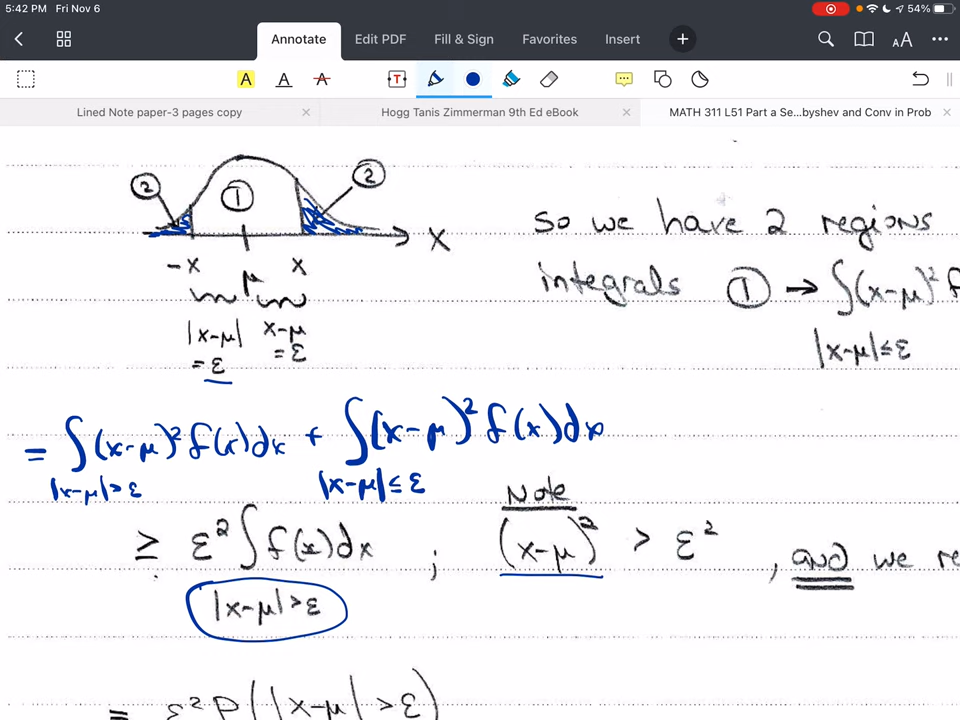 5:42 PM Fri Nov 6 54%
Annotate Edit PDF Fill & Sign Favorites Insert
Lined Note paper-3 pages copy
Hogg Tanis Zimmerman 9th Ed eBook
MATH 311 L51 Part a Se...byshev and Conv in Prob
② ① ②
x
so we have 2 regions
-x μ x
integrals ① → ∫(x-μ)² f
|x-μ| ≤ ε
|x-μ| = ε x-μ = ε
= ∫(x-μ)² f(x)dx + ∫(x-μ)² f(x)dx
|x-μ|>ε |x-μ| ≤ ε
Note
≥ ε² ∫f(x)dx ; (x-μ)² > ε² , and we re
|x-μ|>ε
= ε² P(|x-μ| > ε)